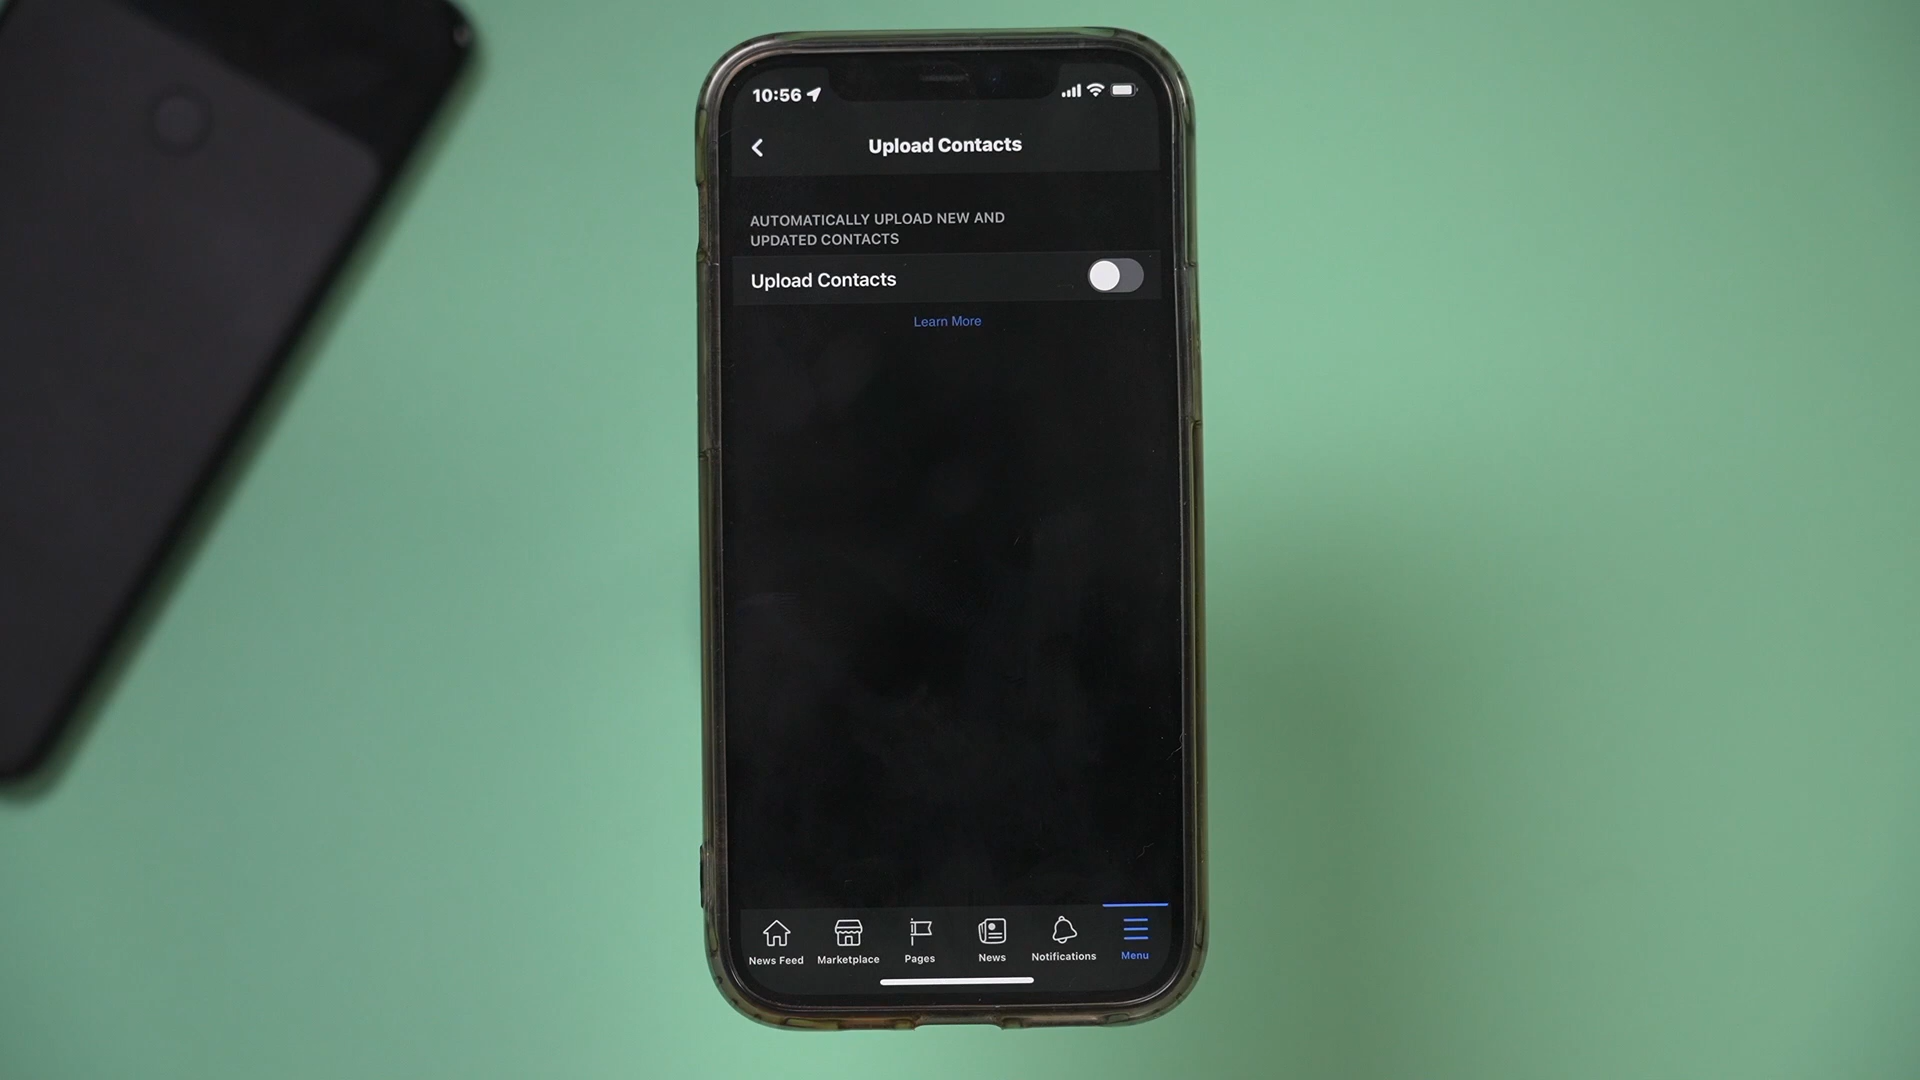 10:56
Upload Contacts
AUTOMATICALLY UPLOAD NEW AND
UPDATED CONTACTS
Upload Contacts
Learn More
News Feed
Marketplace
Pages
News
Notifications
Menu